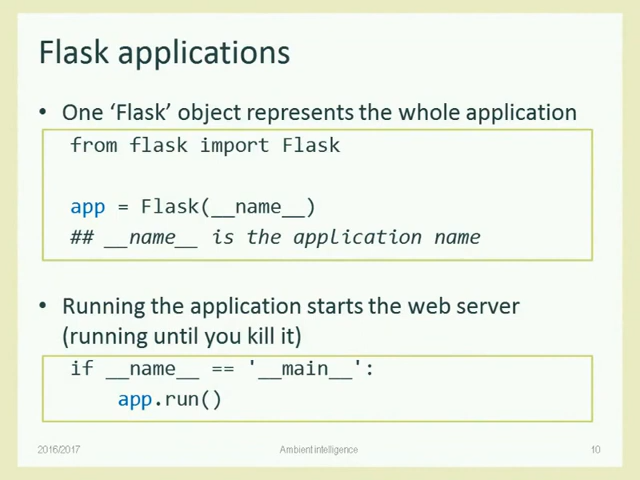 Flask applications
• One ‘Flask’ object represents the whole application
from flask import Flask
app = Flask(__name__)
## __name__ is the application name
• Running the application starts the web server
(running until you kill it)
if __name__ == '__main__':
    app.run()
2016/2017 Ambient intelligence 10